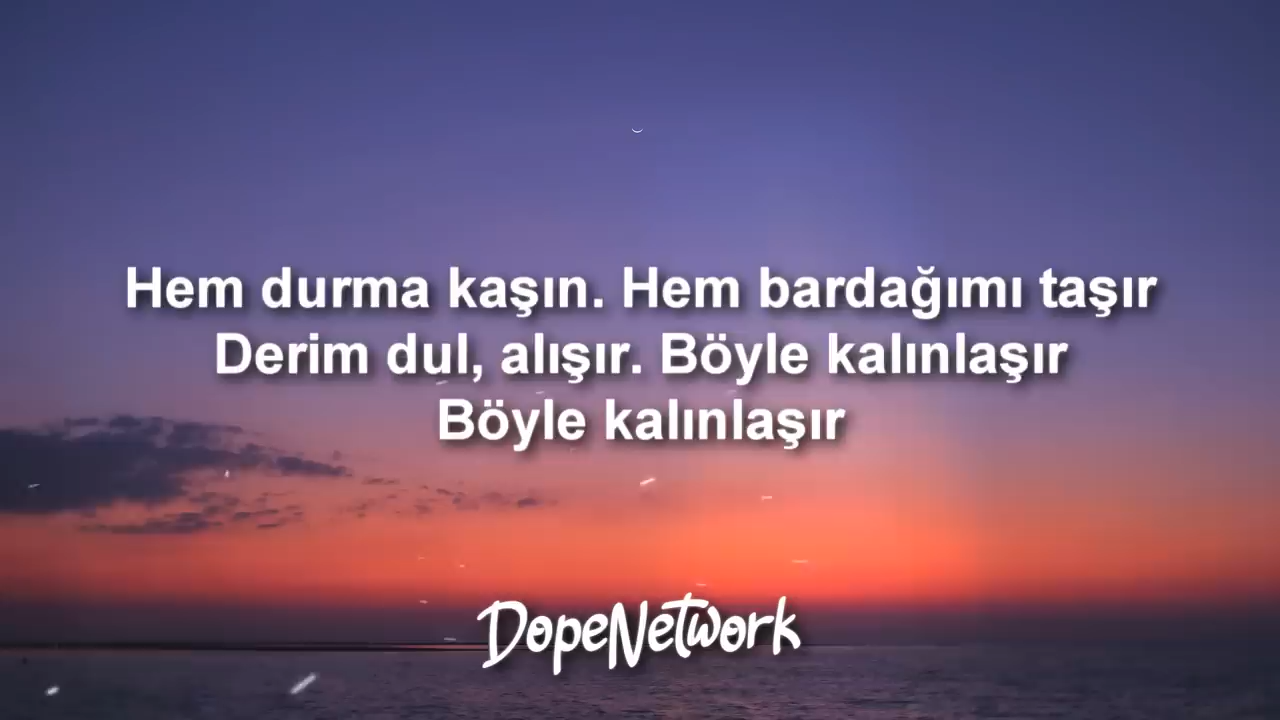 Hem durma kaşın. Hem bardağımı taşır
Derim dul, alışır. Böyle kalınlaşır
Böyle kalınlaşır
DopeNetwork